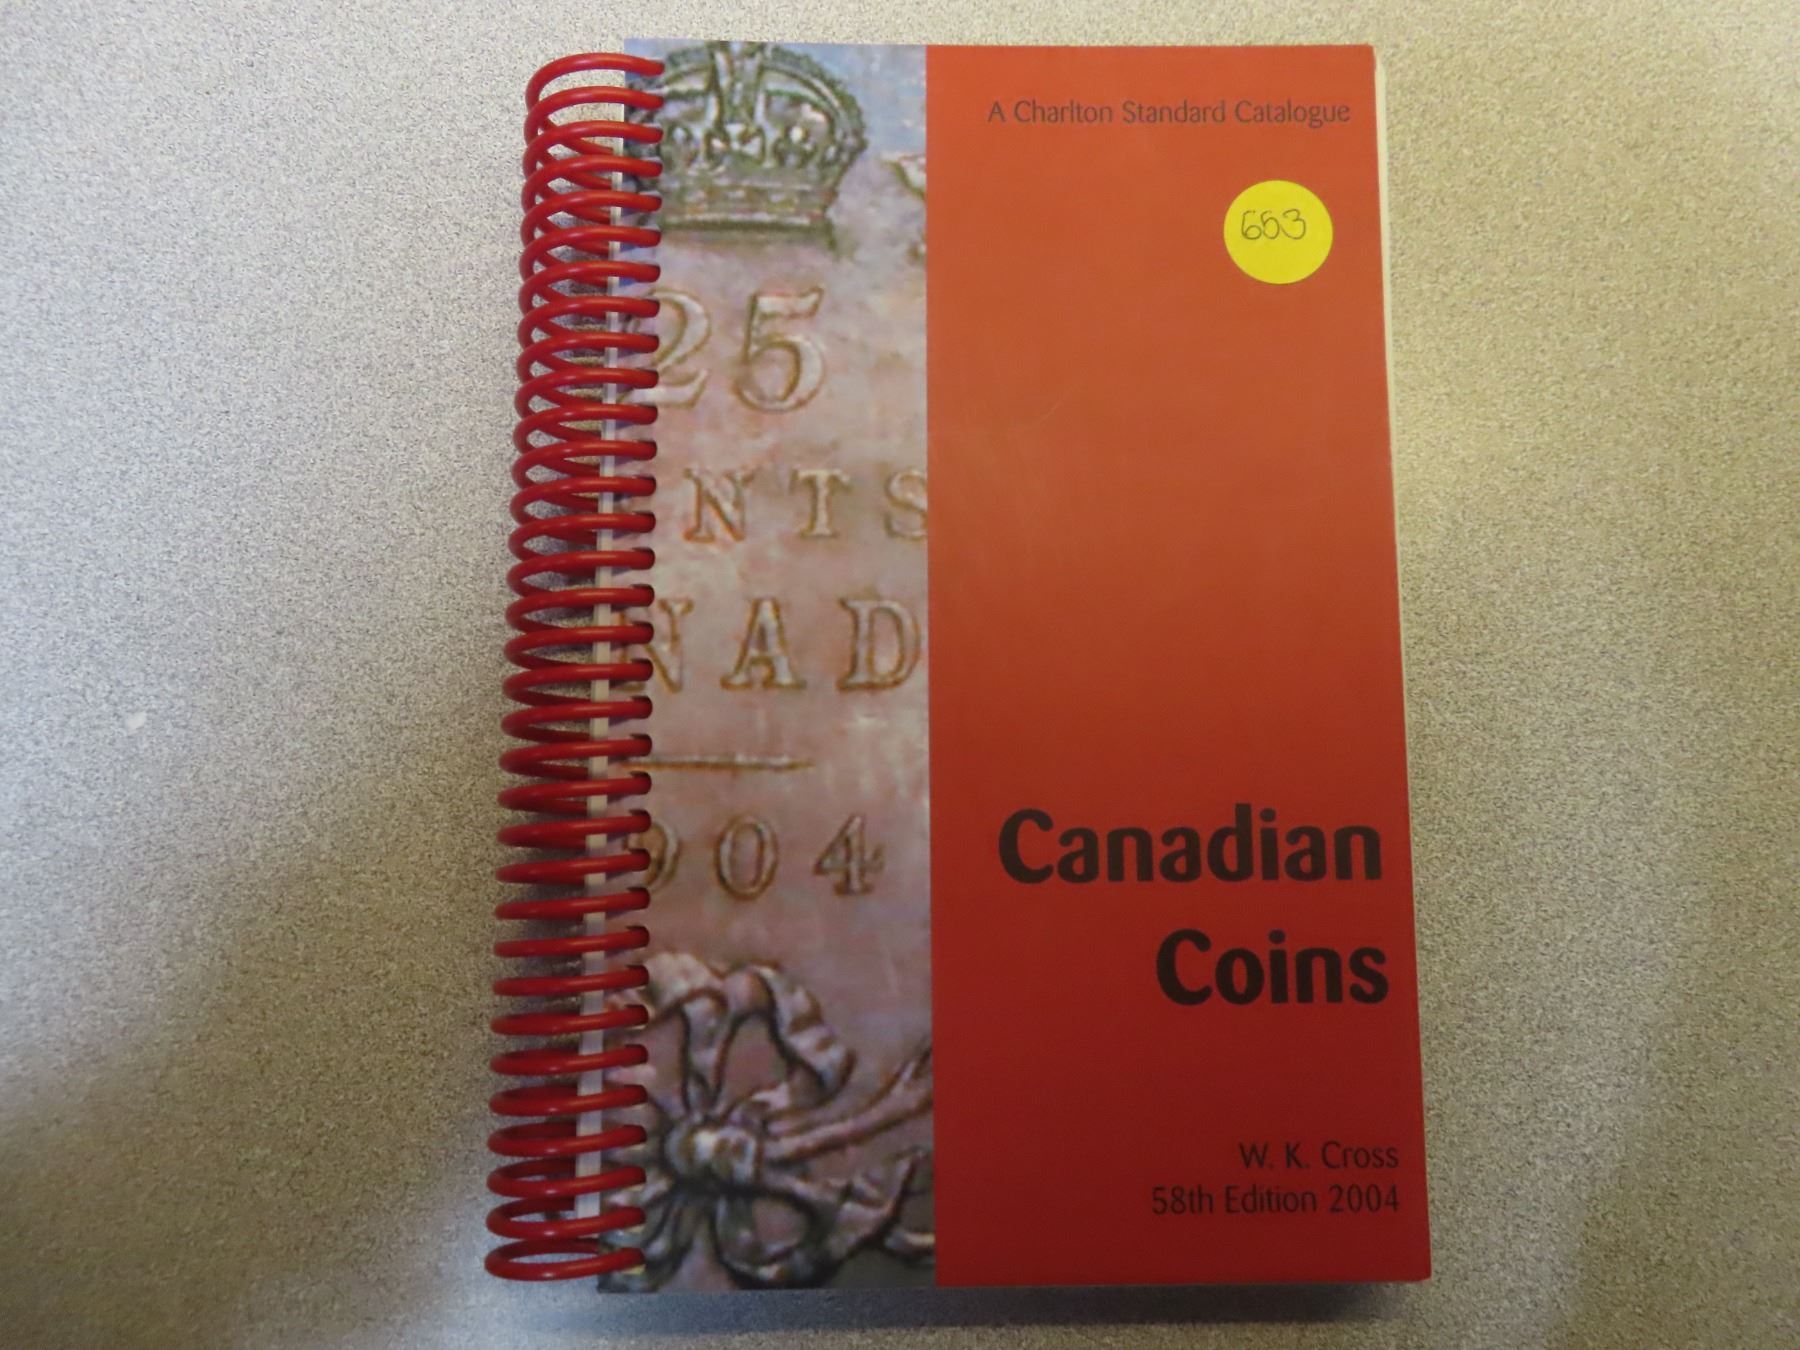 A Charlton Standard Catalogue
653
25
NTS
NAD
904
Canadian
Coins
W. K. Cross
58th Edition 2004